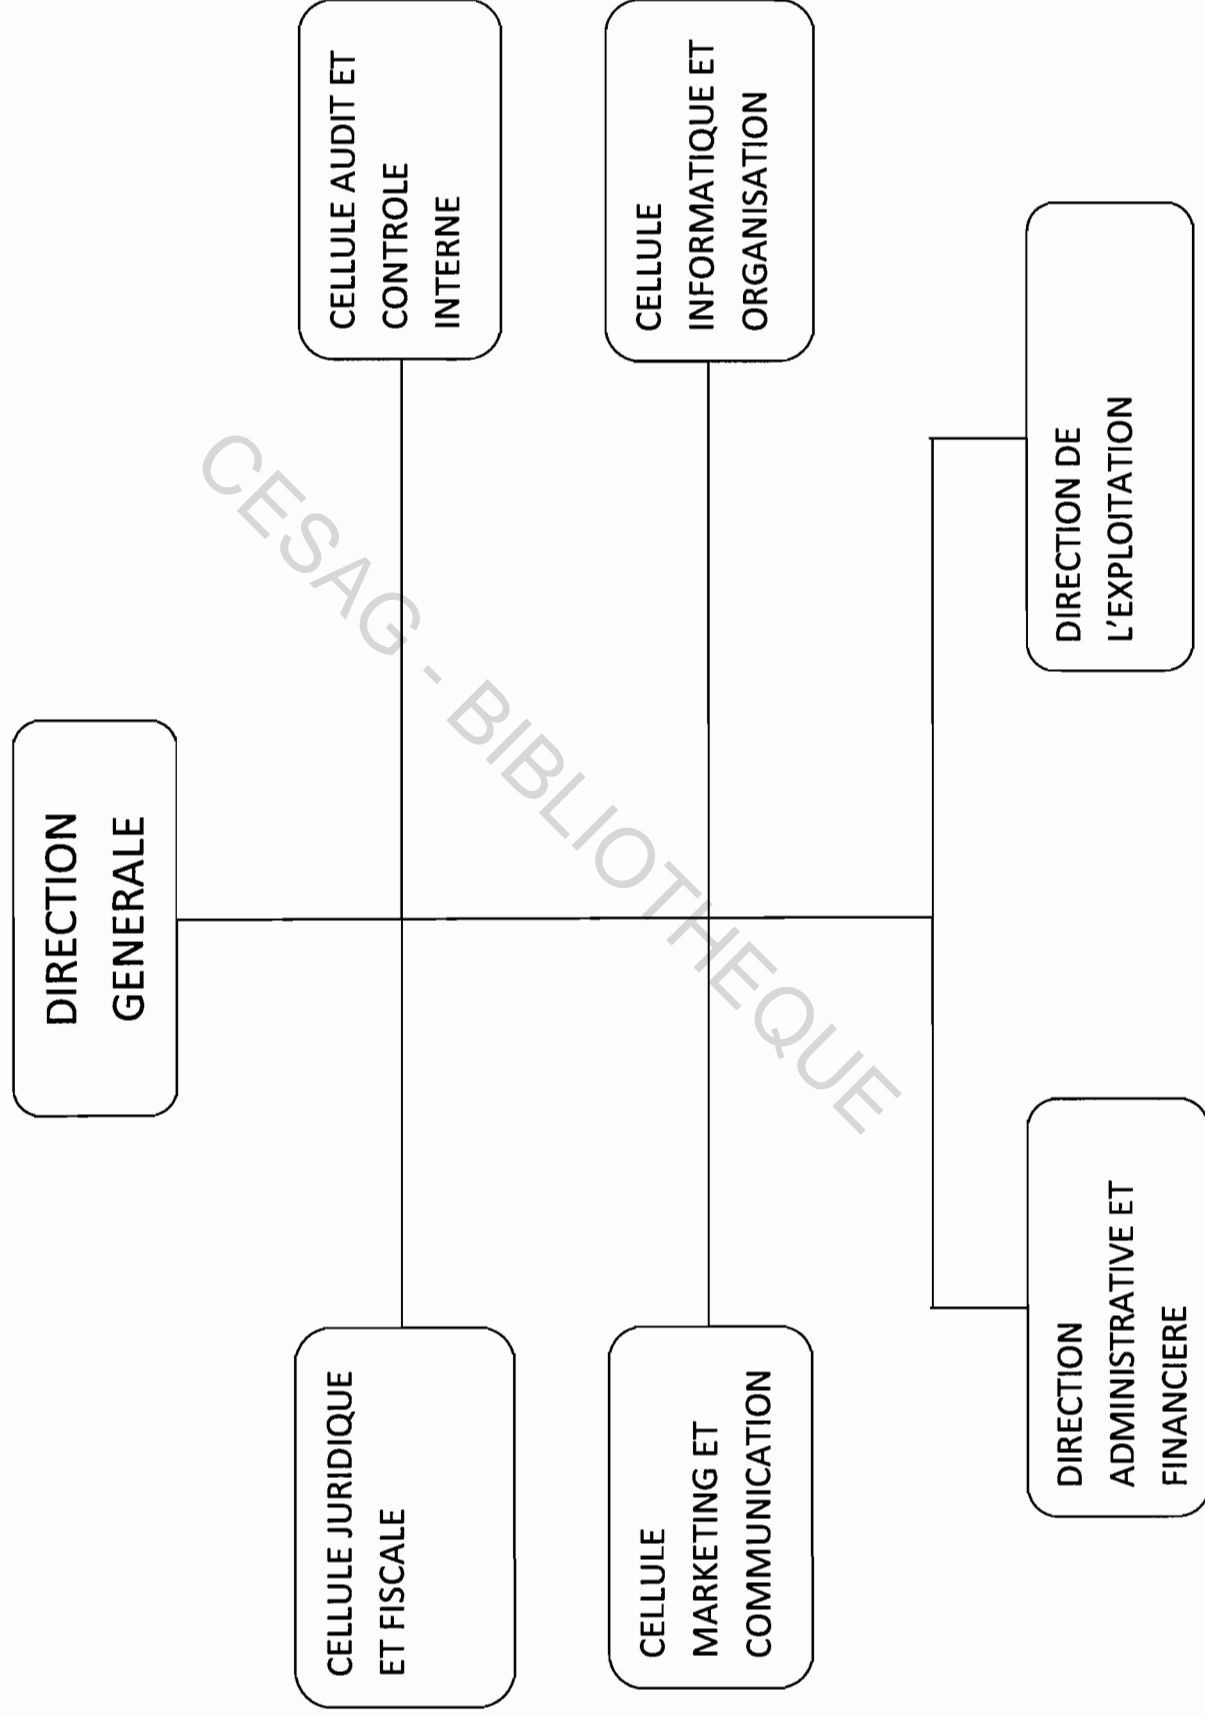 DIRECTION
GENERALE
CELLULE JURIDIQUE
ET FISCALE
CELLULE AUDIT ET
CONTROLE
INTERNE
CELLULE
MARKETING ET
COMMUNICATION
CELLULE
INFORMATIQUE ET
ORGANISATION
DIRECTION
ADMINISTRATIVE ET
FINANCIERE
DIRECTION DE
L'EXPLOITATION
CESAG - BIBLIOTHEQUE